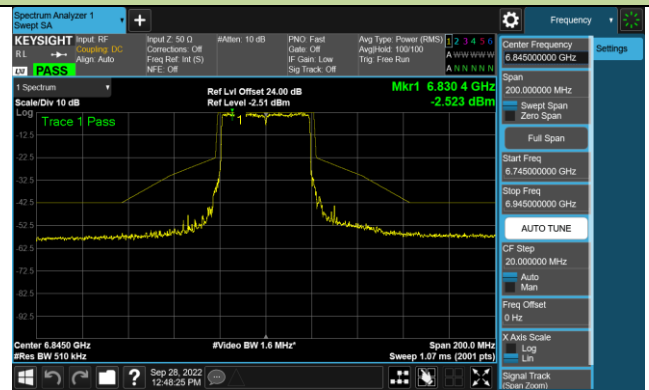 Spectrum Analyzer 1
Swept SA
Frequency
KEYSIGHT
RL
PASS
Input: RF
Coupling: DC
Align: Auto
Input Z: 50 Ω
Corrections: Off
Freq Ref: Int (S)
NFE: Off
#Atten: 10 dB
PNO: Fast
Gate: Off
IF Gain: Low
Sig Track: Off
Avg Type: Power (RMS)
Avg|Hold: 100/100
Trig: Free Run
1 2 3 4 5 6
A W W W W W
A N N N N N
1 Spectrum
Scale/Div 10 dB
Ref Lvl Offset 24.00 dB
Ref Level -2.51 dBm
Mkr1 6.830 4 GHz
-2.523 dBm
Log
Trace 1 Pass
1
-12.5
-22.5
-32.5
-42.5
-52.5
-62.5
-72.5
-82.5
-92.5
Center 6.8450 GHz
#Res BW 510 kHz
#Video BW 1.6 MHz*
Span 200.0 MHz
Sweep 1.07 ms (2001 pts)
Sep 28, 2022
12:48:25 PM
?
Center Frequency
6.845000000 GHz
Settings
Span
200.000000 MHz
Swept Span
Zero Span
Full Span
Start Freq
6.745000000 GHz
Stop Freq
6.945000000 GHz
AUTO TUNE
CF Step
20.000000 MHz
Auto
Man
Freq Offset
0 Hz
X Axis Scale
Log
Lin
Signal Track
(Span Zoom)